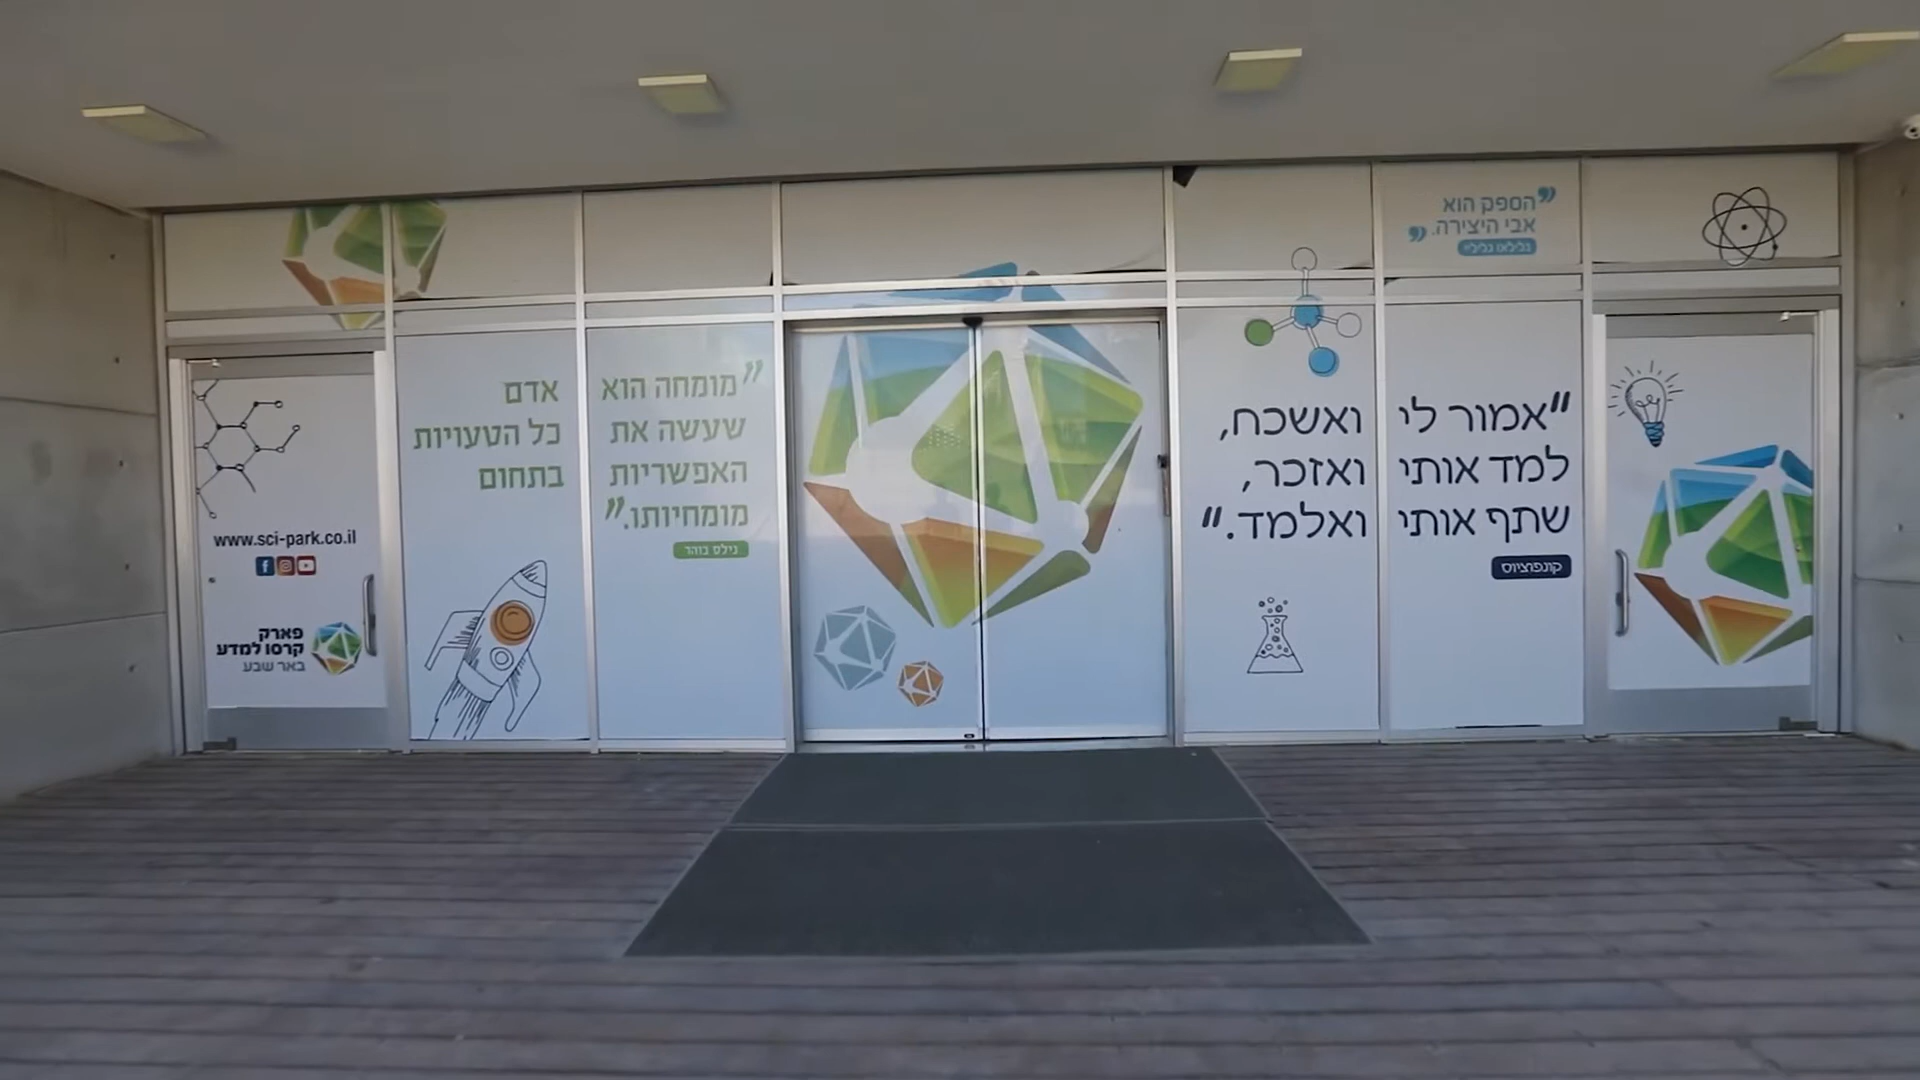 "הספק הוא
אבי היצירה."
גלילאו גליליי
"אמור לי ואשכח,
למד אותי ואזכר,
שתף אותי ואלמד."
קונפוציוס
"מומחה הוא אדם
שעשה את כל הטעויות
האפשריות בתחום
מומחיותו."
נילס בוהר
www.sci-park.co.il
פארק
קרסו למדע
באר שבע